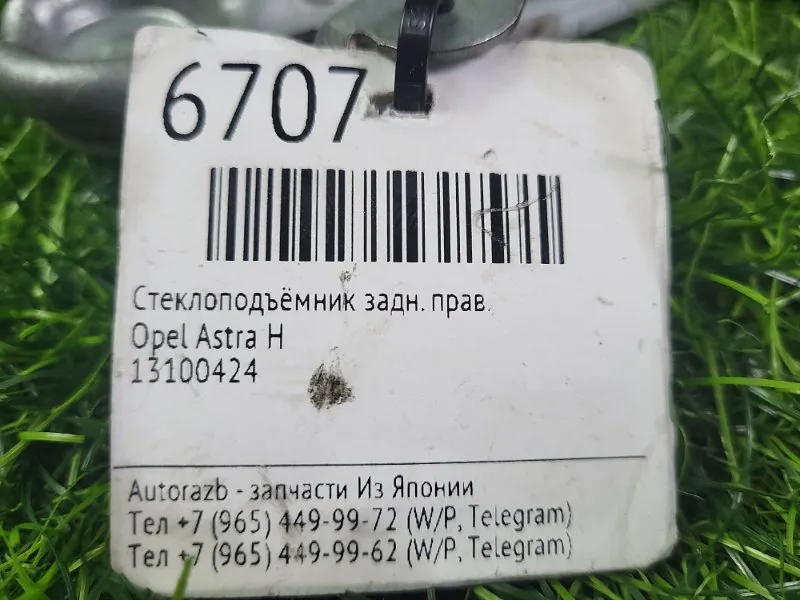 6707
Стеклоподъёмник задн. прав.
Opel Astra H
13100424
Autorazb - запчасти Из Японии
Тел +7 (965) 449-99-72 (W/P, Telegram)
Тел +7 (965) 449-99-62 (W/P, Telegram)